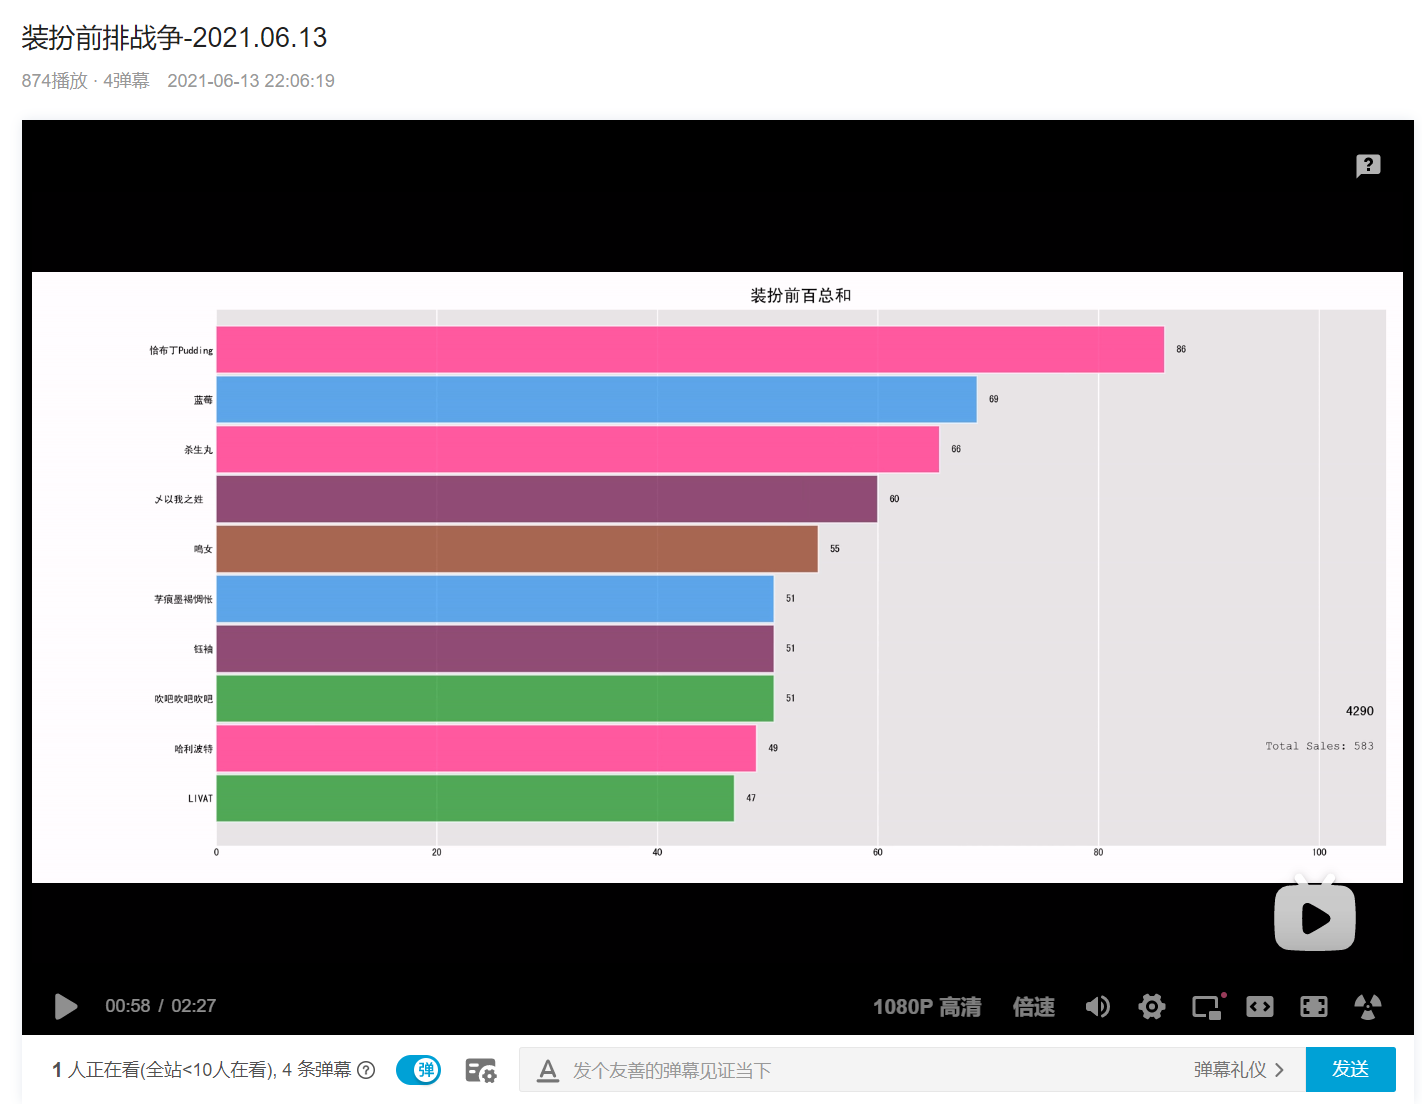 装扮前排战争-2021.06.13
874播放 · 4弹幕 2021-06-13 22:06:19
装扮前百总和
恰布丁Pudding 86
蓝莓 69
杀生丸 66
乄以我之姓 60
鸣女 55
芓痕墨褐惆怅 51
钰袖 51
吹吧吹吧吹吧 51
4290
哈利波特 49
Total Sales: 583
LIVAT 47
0 20 40 60 80 100
00:58 / 02:27 1080P 高清 倍速
1 人正在看(全站<10人在看), 4 条弹幕 弹 发个友善的弹幕见证当下 弹幕礼仪 发送